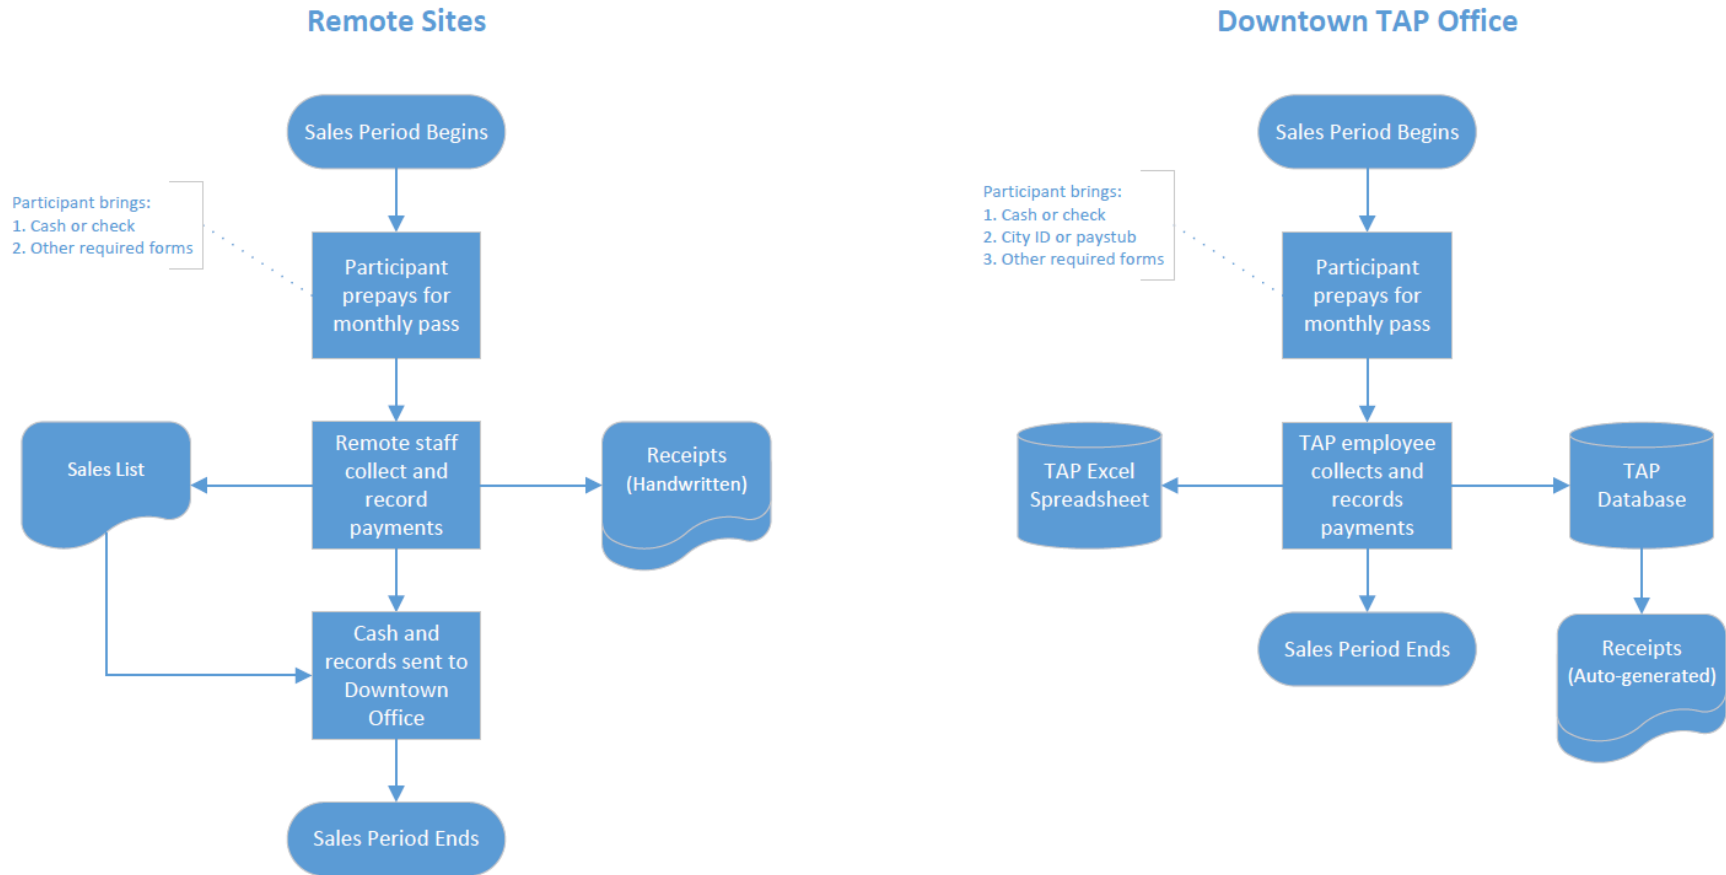 Remote Sites
Sales Period Begins
Participant brings:
1. Cash or check
2. Other required forms
Participant
prepays for
monthly pass
Sales List
Remote staff
collect and
record
payments
Receipts
(Handwritten)
Cash and
records sent to
Downtown
Office
Sales Period Ends
Downtown TAP Office
Sales Period Begins
Participant brings:
1. Cash or check
2. City ID or paystub
3. Other required forms
Participant
prepays for
monthly pass
TAP Excel
Spreadsheet
TAP employee
collects and
records
payments
TAP
Database
Sales Period Ends
Receipts
(Auto-generated)